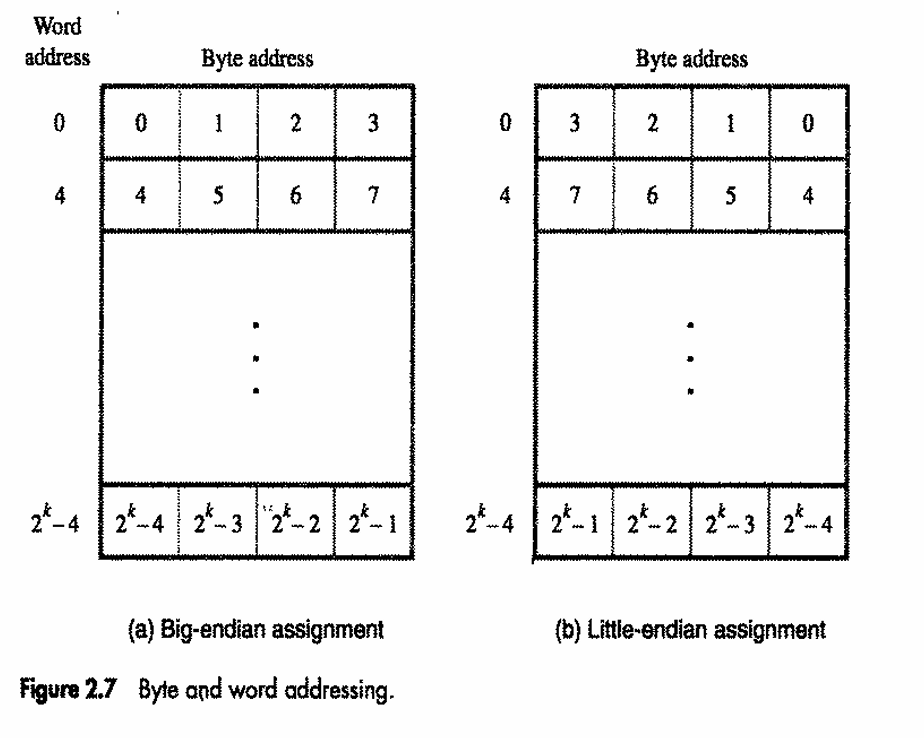 Word
address Byte address Byte address
0 0 1 2 3 0 3 2 1 0
4 4 5 6 7 4 7 6 5 4
2^k–4 2^k–4 2^k–3 2^k–2 2^k–1 2^k–4 2^k–1 2^k–2 2^k–3 2^k–4
(a) Big-endian assignment (b) Little-endian assignment
Figure 2.7 Byte and word addressing.